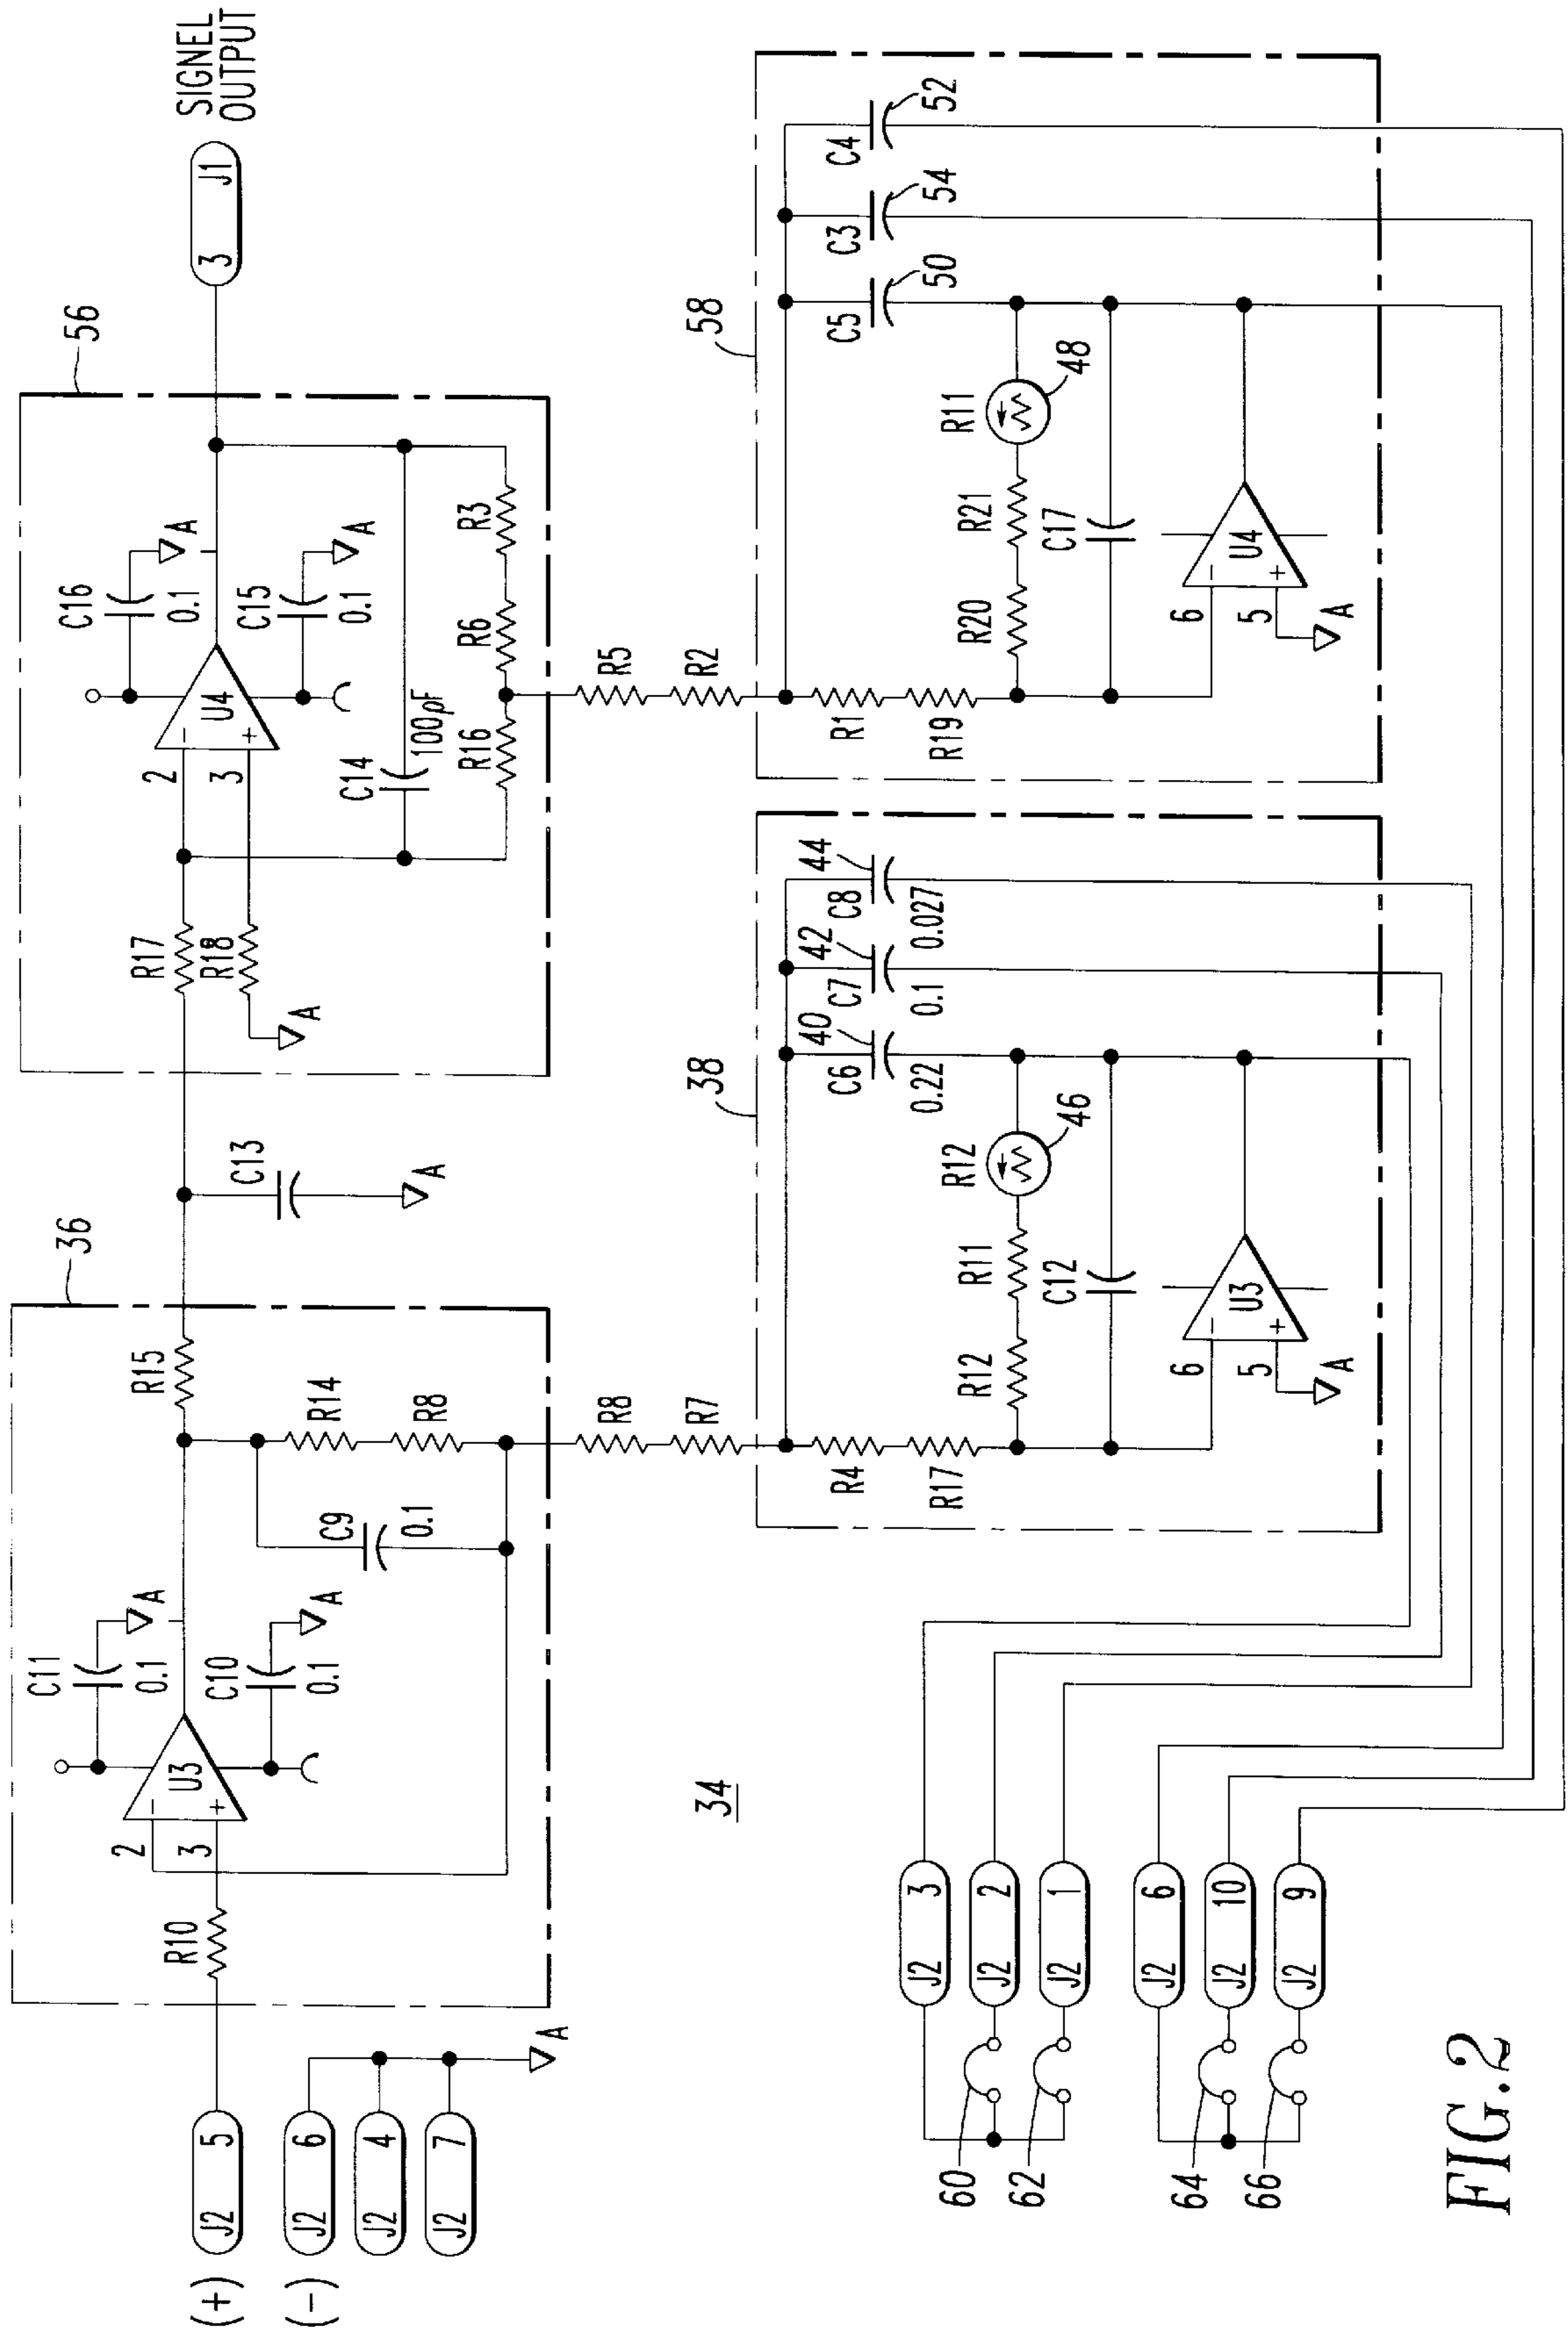 SIGNEL
OUTPUT
3 J1
56
C16
0.1
A
U4
2
3
C15
0.1
A
R17
R18
A
C14
100pF
R16
R6
R3
36
C13
A
R15
C11
0.1
A
U3
2
3
C10
0.1
A
R14
R8
C9
0.1
R10
(+)
J2 5
(-)
J2 6
J2 4
J2 7
A
R5
R2
R8
R7
58
C5
50
C3
54
C4
52
R1
R19
R20
R21
R11
48
C17
U4
6
5
A
38
C6
40
0.22
C7
42
0.1
C8
44
0.027
R4
R17
R12
R11
R12
46
C12
U3
6
5
A
34
J2 3
J2 2
J2 1
J2 6
J2 10
J2 9
60
62
64
66
FIG.2